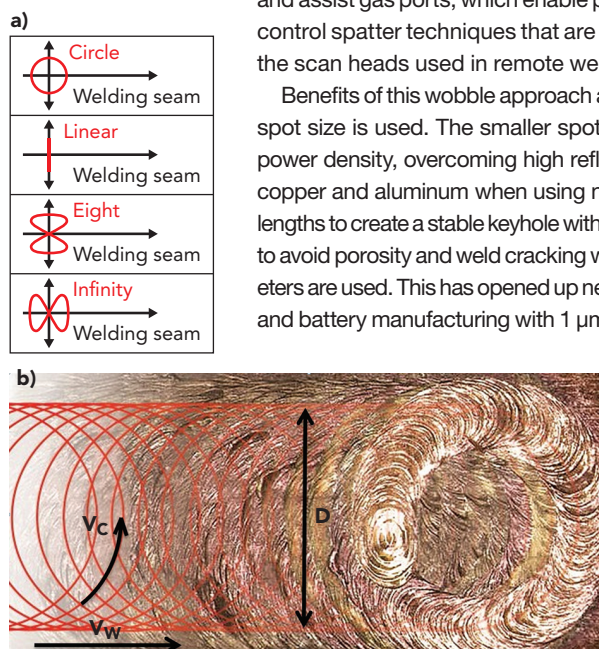 and assist gas ports, which enable
control spatter techniques that are
the scan heads used in remote
Benefits of this wobble approach
spot size is used. The smaller spot
power density, overcoming high
copper and aluminum when using
lengths to create a stable keyhole with
to avoid porosity and weld cracking
eters are used. This has opened up
and battery manufacturing with 1 µm
a)
Circle
Welding seam
Linear
Welding seam
Eight
Welding seam
Infinity
Welding seam
b)
D
VC
VW